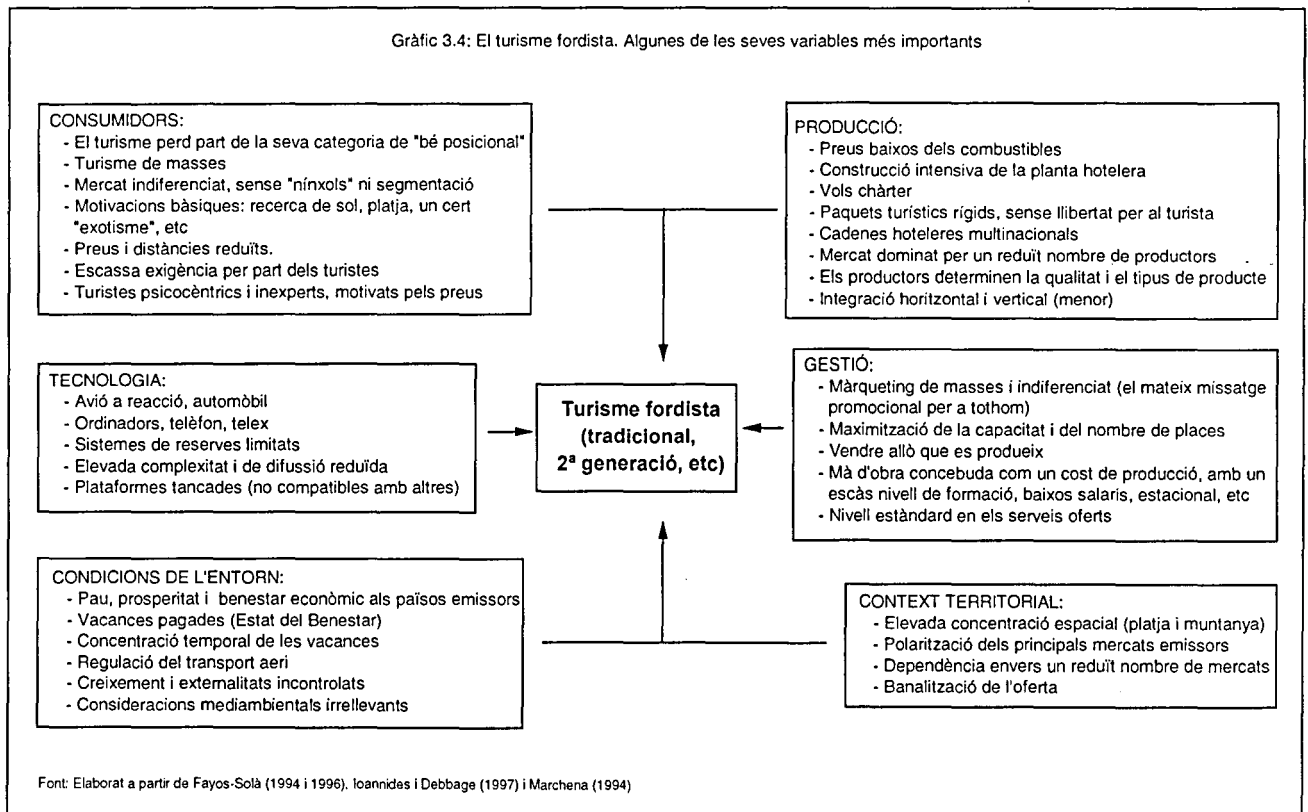 Gràfic 3.4: El turisme fordista. Algunes de les seves variables més importants
CONSUMIDORS:
- El turisme perd part de la seva categoria de "bé posicional"
- Turisme de masses
- Mercat indiferenciat, sense "nínxols" ni segmentació
- Motivacions bàsiques: recerca de sol, platja, un cert
"exotisme", etc
- Preus i distàncies reduïts.
- Escassa exigència per part dels turistes
- Turistes psicocèntrics i inexperts, motivats pels preus
PRODUCCIÓ:
- Preus baixos dels combustibles
- Construcció intensiva de la planta hotelera
- Vols chàrter
- Paquets turístics rígids, sense llibertat per al turista
- Cadenes hoteleres multinacionals
- Mercat dominat per un reduït nombre de productors
- Els productors determinen la qualitat i el tipus de producte
- Integració horitzontal i vertical (menor)
TECNOLOGIA:
- Avió a reacció, automòbil
- Ordinadors, telèfon, telex
- Sistemes de reserves limitats
- Elevada complexitat i de difussió reduïda
- Plataformes tancades (no compatibles amb altres)
Turisme fordista
(tradicional,
2ª generació, etc)
GESTIÓ:
- Màrqueting de masses i indiferenciat (el mateix missatge
promocional per a tothom)
- Maximització de la capacitat i del nombre de places
- Vendre allò que es produeix
- Mà d'obra concebuda com un cost de producció, amb un
escàs nivell de formació, baixos salaris, estacional, etc
- Nivell estàndard en els serveis oferts
CONDICIONS DE L'ENTORN:
- Pau, prosperitat i benestar econòmic als països emissors
- Vacances pagades (Estat del Benestar)
- Concentració temporal de les vacances
- Regulació del transport aeri
- Creixement i externalitats incontrolats
- Consideracions mediambientals irrellevants
CONTEXT TERRITORIAL:
- Elevada concentració espacial (platja i muntanya)
- Polarització dels principals mercats emissors
- Dependència envers un reduït nombre de mercats
- Banalització de l'oferta
Font: Elaborat a partir de Fayos-Solà (1994 i 1996), Ioannides i Debbage (1997) i Marchena (1994)